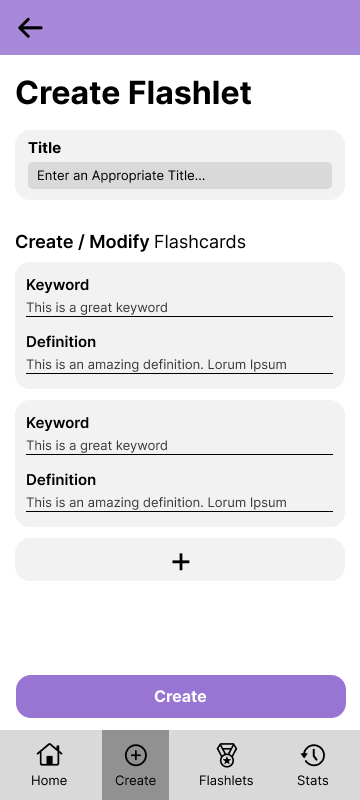 Create Flashlet
Title
Enter an Appropriate Title...
Create / Modify Flashcards
Keyword
This is a great keyword
Definition
This is an amazing definition. Lorum Ipsum
Keyword
This is a great keyword
Definition
This is an amazing definition. Lorum Ipsum
+
Create
Home Create Flashlets Stats